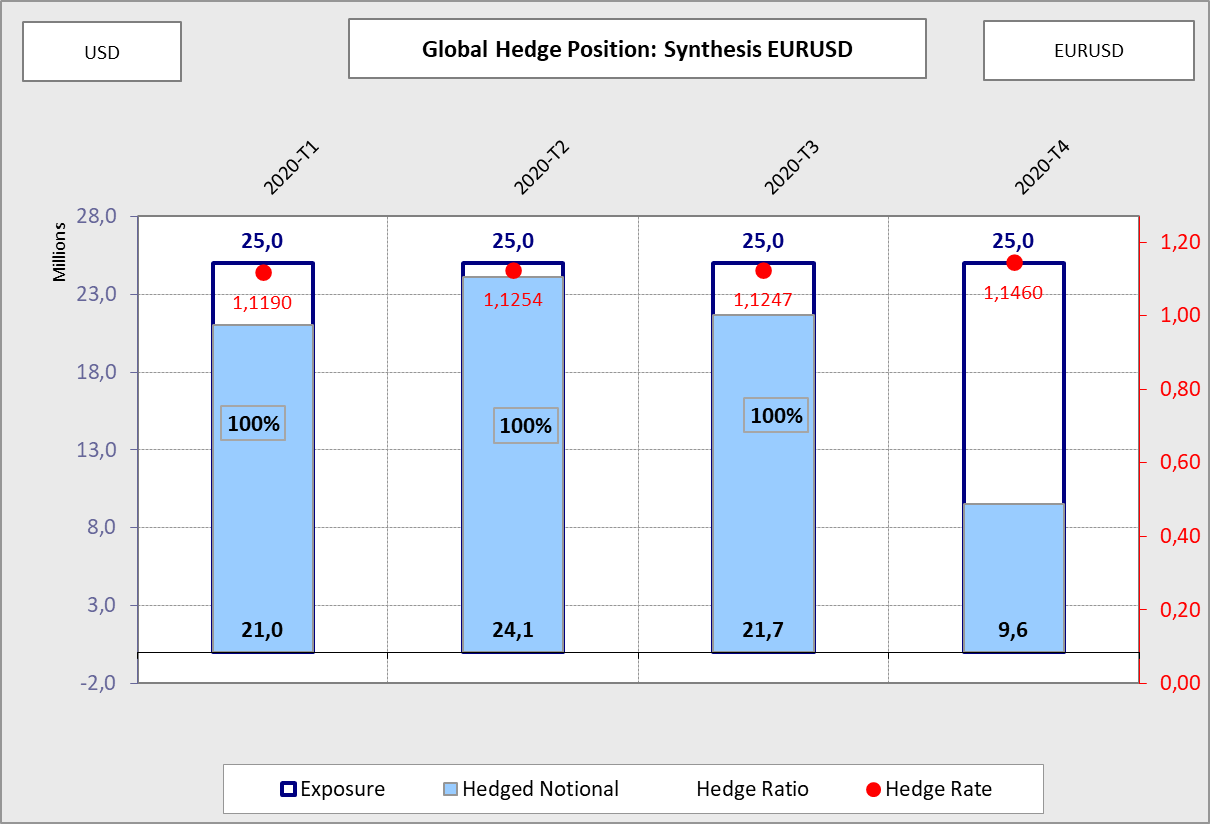 USD
Global Hedge Position: Synthesis EURUSD
EURUSD
2020-T1
2020-T2
2020-T3
2020-T4
Millions
28,0
23,0
18,0
13,0
8,0
3,0
-2,0
25,0
25,0
25,0
25,0
1,1190
1,1254
1,1247
1,1460
100%
100%
100%
21,0
24,1
21,7
9,6
1,20
1,00
0,80
0,60
0,40
0,20
0,00
Exposure
Hedged Notional
Hedge Ratio
Hedge Rate